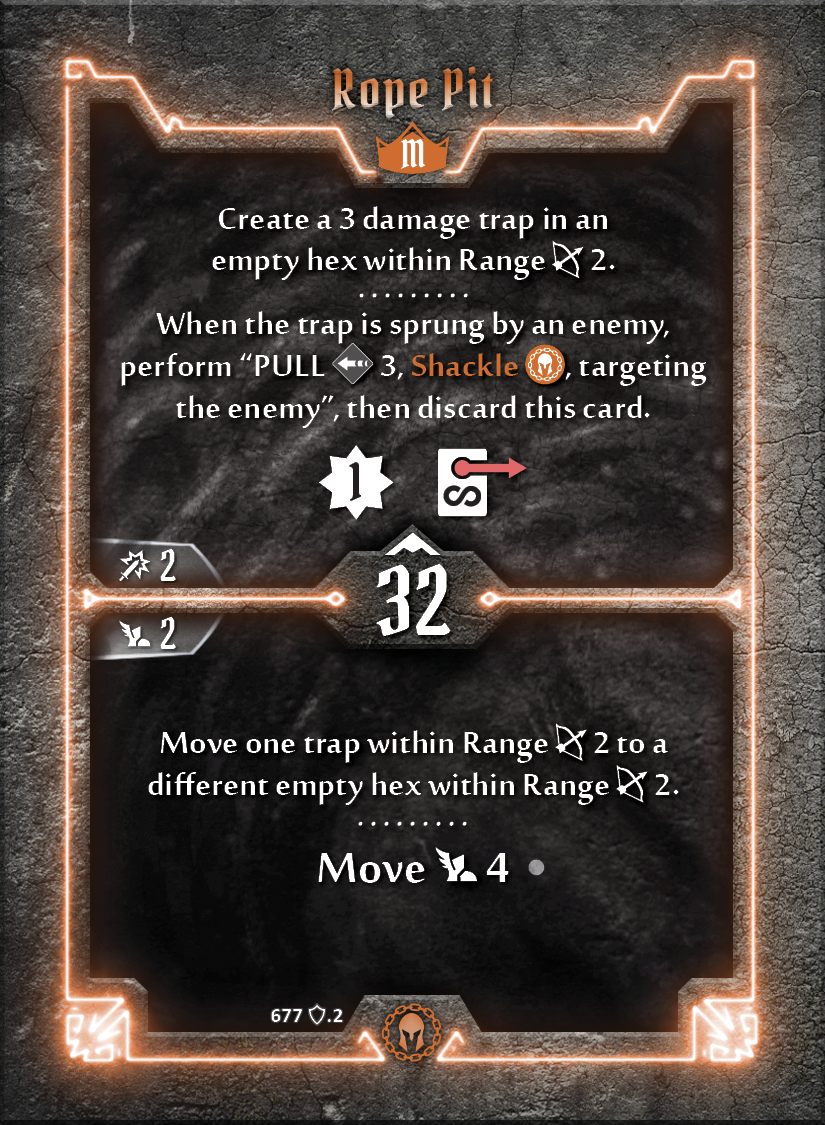 Rope Pit
M
Create a 3 damage trap in an
empty hex within Range 2.
.........
When the trap is sprung by an enemy,
perform “PULL 3, Shackle , targeting
the enemy”, then discard this card.
1
2
32
2
Move one trap within Range 2 to a
different empty hex within Range 2.
.........
Move 4
677 .2